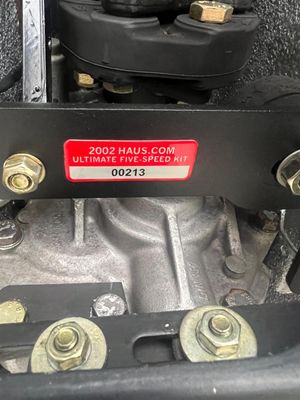 2002 HAUS.COM
ULTIMATE FIVE-SPEED KIT
00213